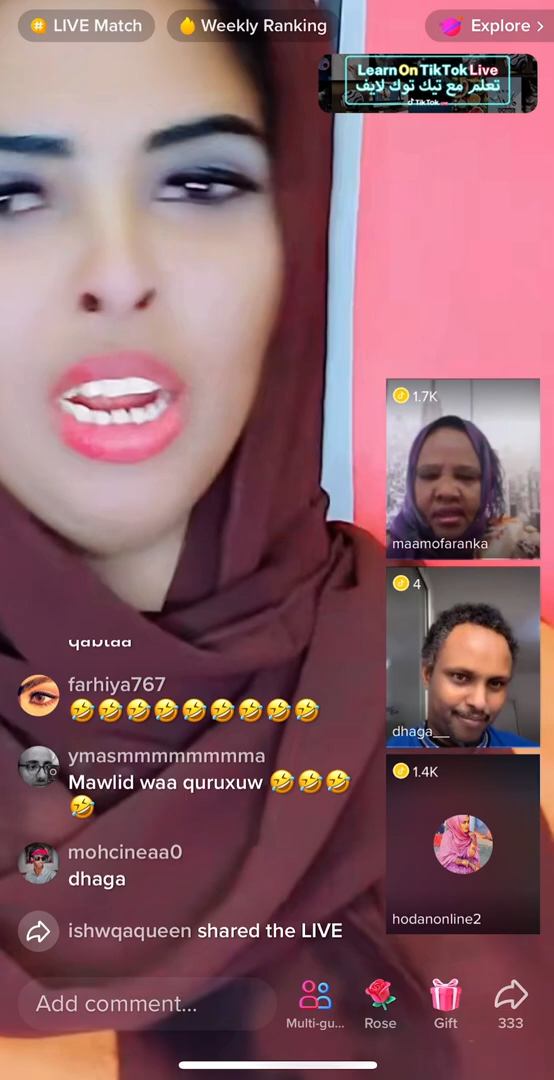 LIVE Match
Weekly Ranking
Explore
Learn On TikTok Live
تعلم مع تيك توك لايف
TikTok
1.7K
maamofaranka
4
dhaga__
1.4K
hodanonline2
qabtaa
farhiya767
🤣🤣🤣🤣🤣🤣🤣🤣🤣
ymasmmmmmmmma
Mawlid waa quruxuw 🤣🤣🤣
🤣
mohcineaa0
dhaga
ishwqaqueen shared the LIVE
Add comment...
Multi-gu...
Rose
Gift
333